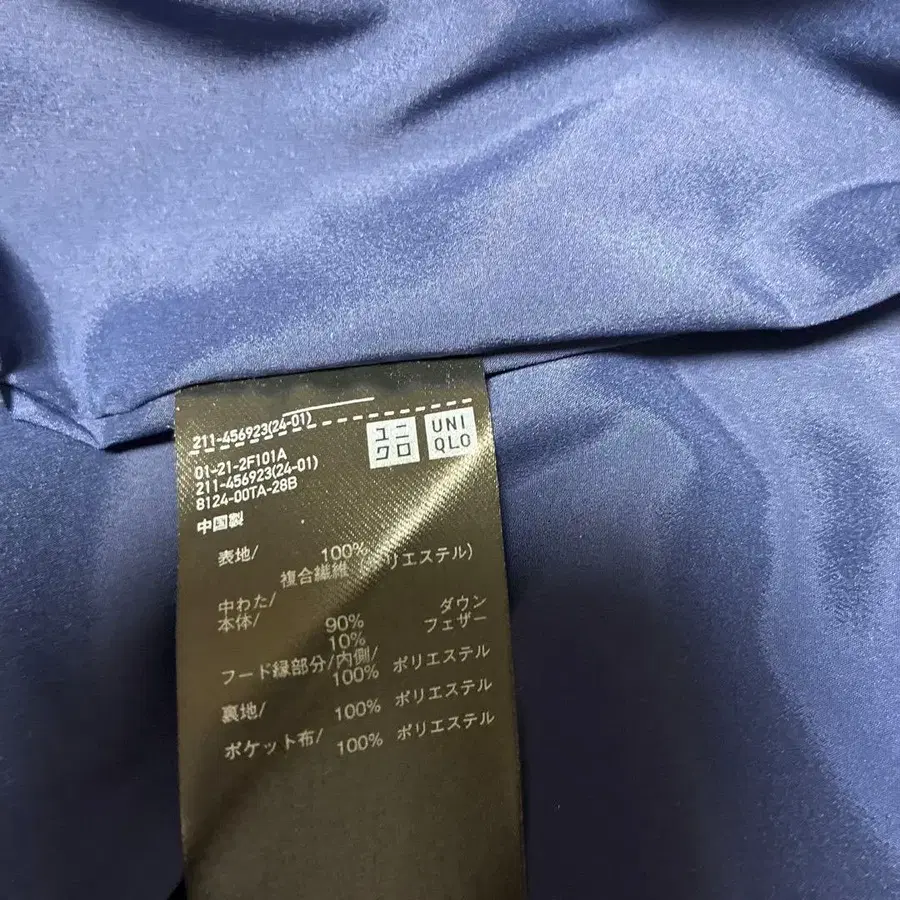 211-456923(24-01)
ユニクロ
UNIQLO
01-21-2F101A
211-456923(24-01)
8124-00TA-28B
中国製
表地/ 100%
複合繊維 (ポリエステル)
中わた/
本体/ 90% ダウン
10% フェザー
フード縁部分/内側/
100% ポリエステル
裏地/ 100% ポリエステル
ポケット布/ 100% ポリエステル